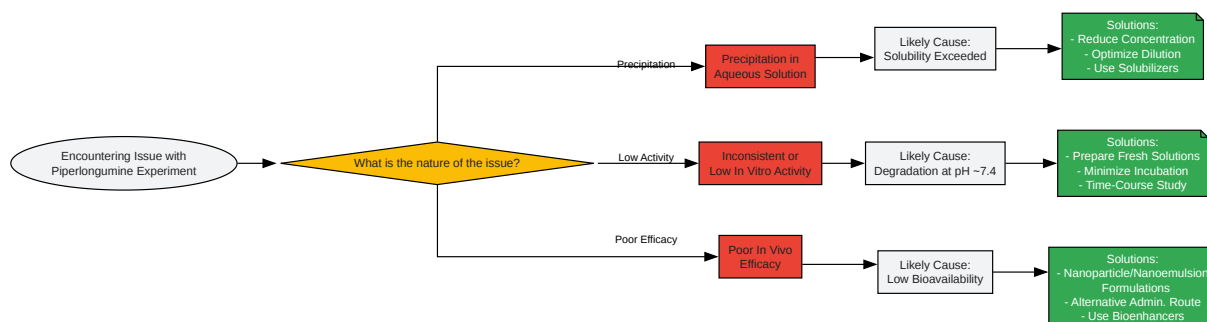 Encountering Issue with
Piperlongumine Experiment
What is the nature of the issue?
Precipitation
Precipitation in
Aqueous Solution
Likely Cause:
Solubility Exceeded
Solutions:
- Reduce Concentration
- Optimize Dilution
- Use Solubilizers
Low Activity
Inconsistent or
Low In Vitro Activity
Likely Cause:
Degradation at pH ~7.4
Solutions:
- Prepare Fresh Solutions
- Minimize Incubation
- Time-Course Study
Poor Efficacy
Poor In Vivo
Efficacy
Likely Cause:
Low Bioavailability
Solutions:
- Nanoparticle/Nanoemulsion
Formulations
- Alternative Admin. Route
- Use Bioenhancers